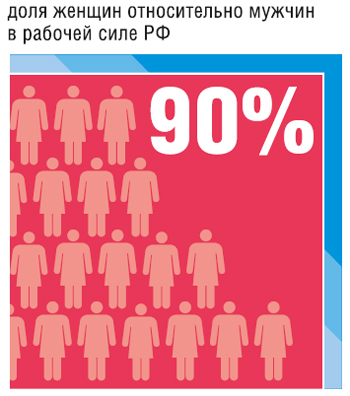 доля женщин относительно мужчин
в рабочей силе РФ
90%